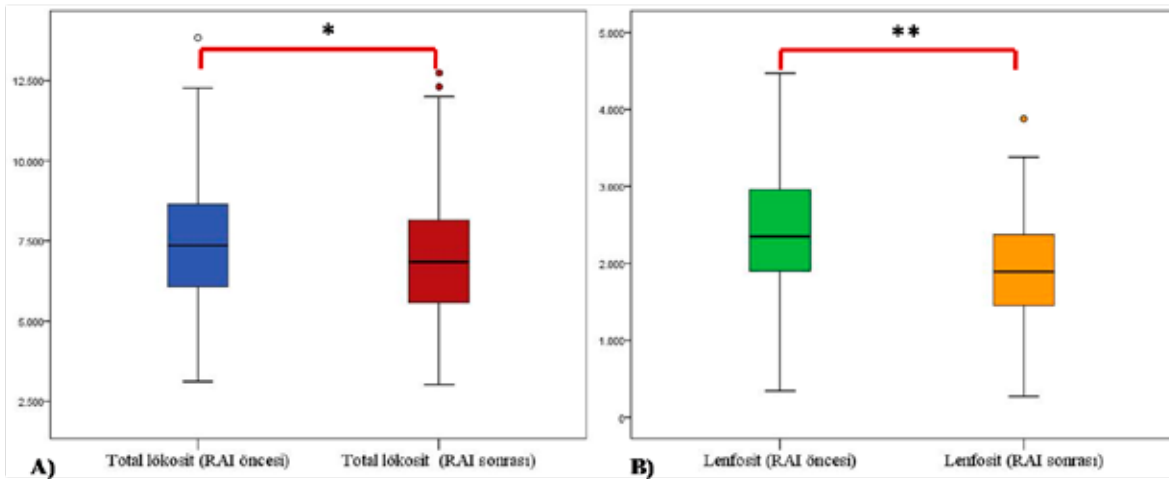 *
12.500
10.000
7.500
5.000
2.500
Total lökosit (RAI öncesi)
Total lökosit (RAI sonrası)
A)
**
5.000
4.000
3.000
2.000
1.000
0
Lenfosit (RAI öncesi)
Lenfosit (RAI sonrası)
B)